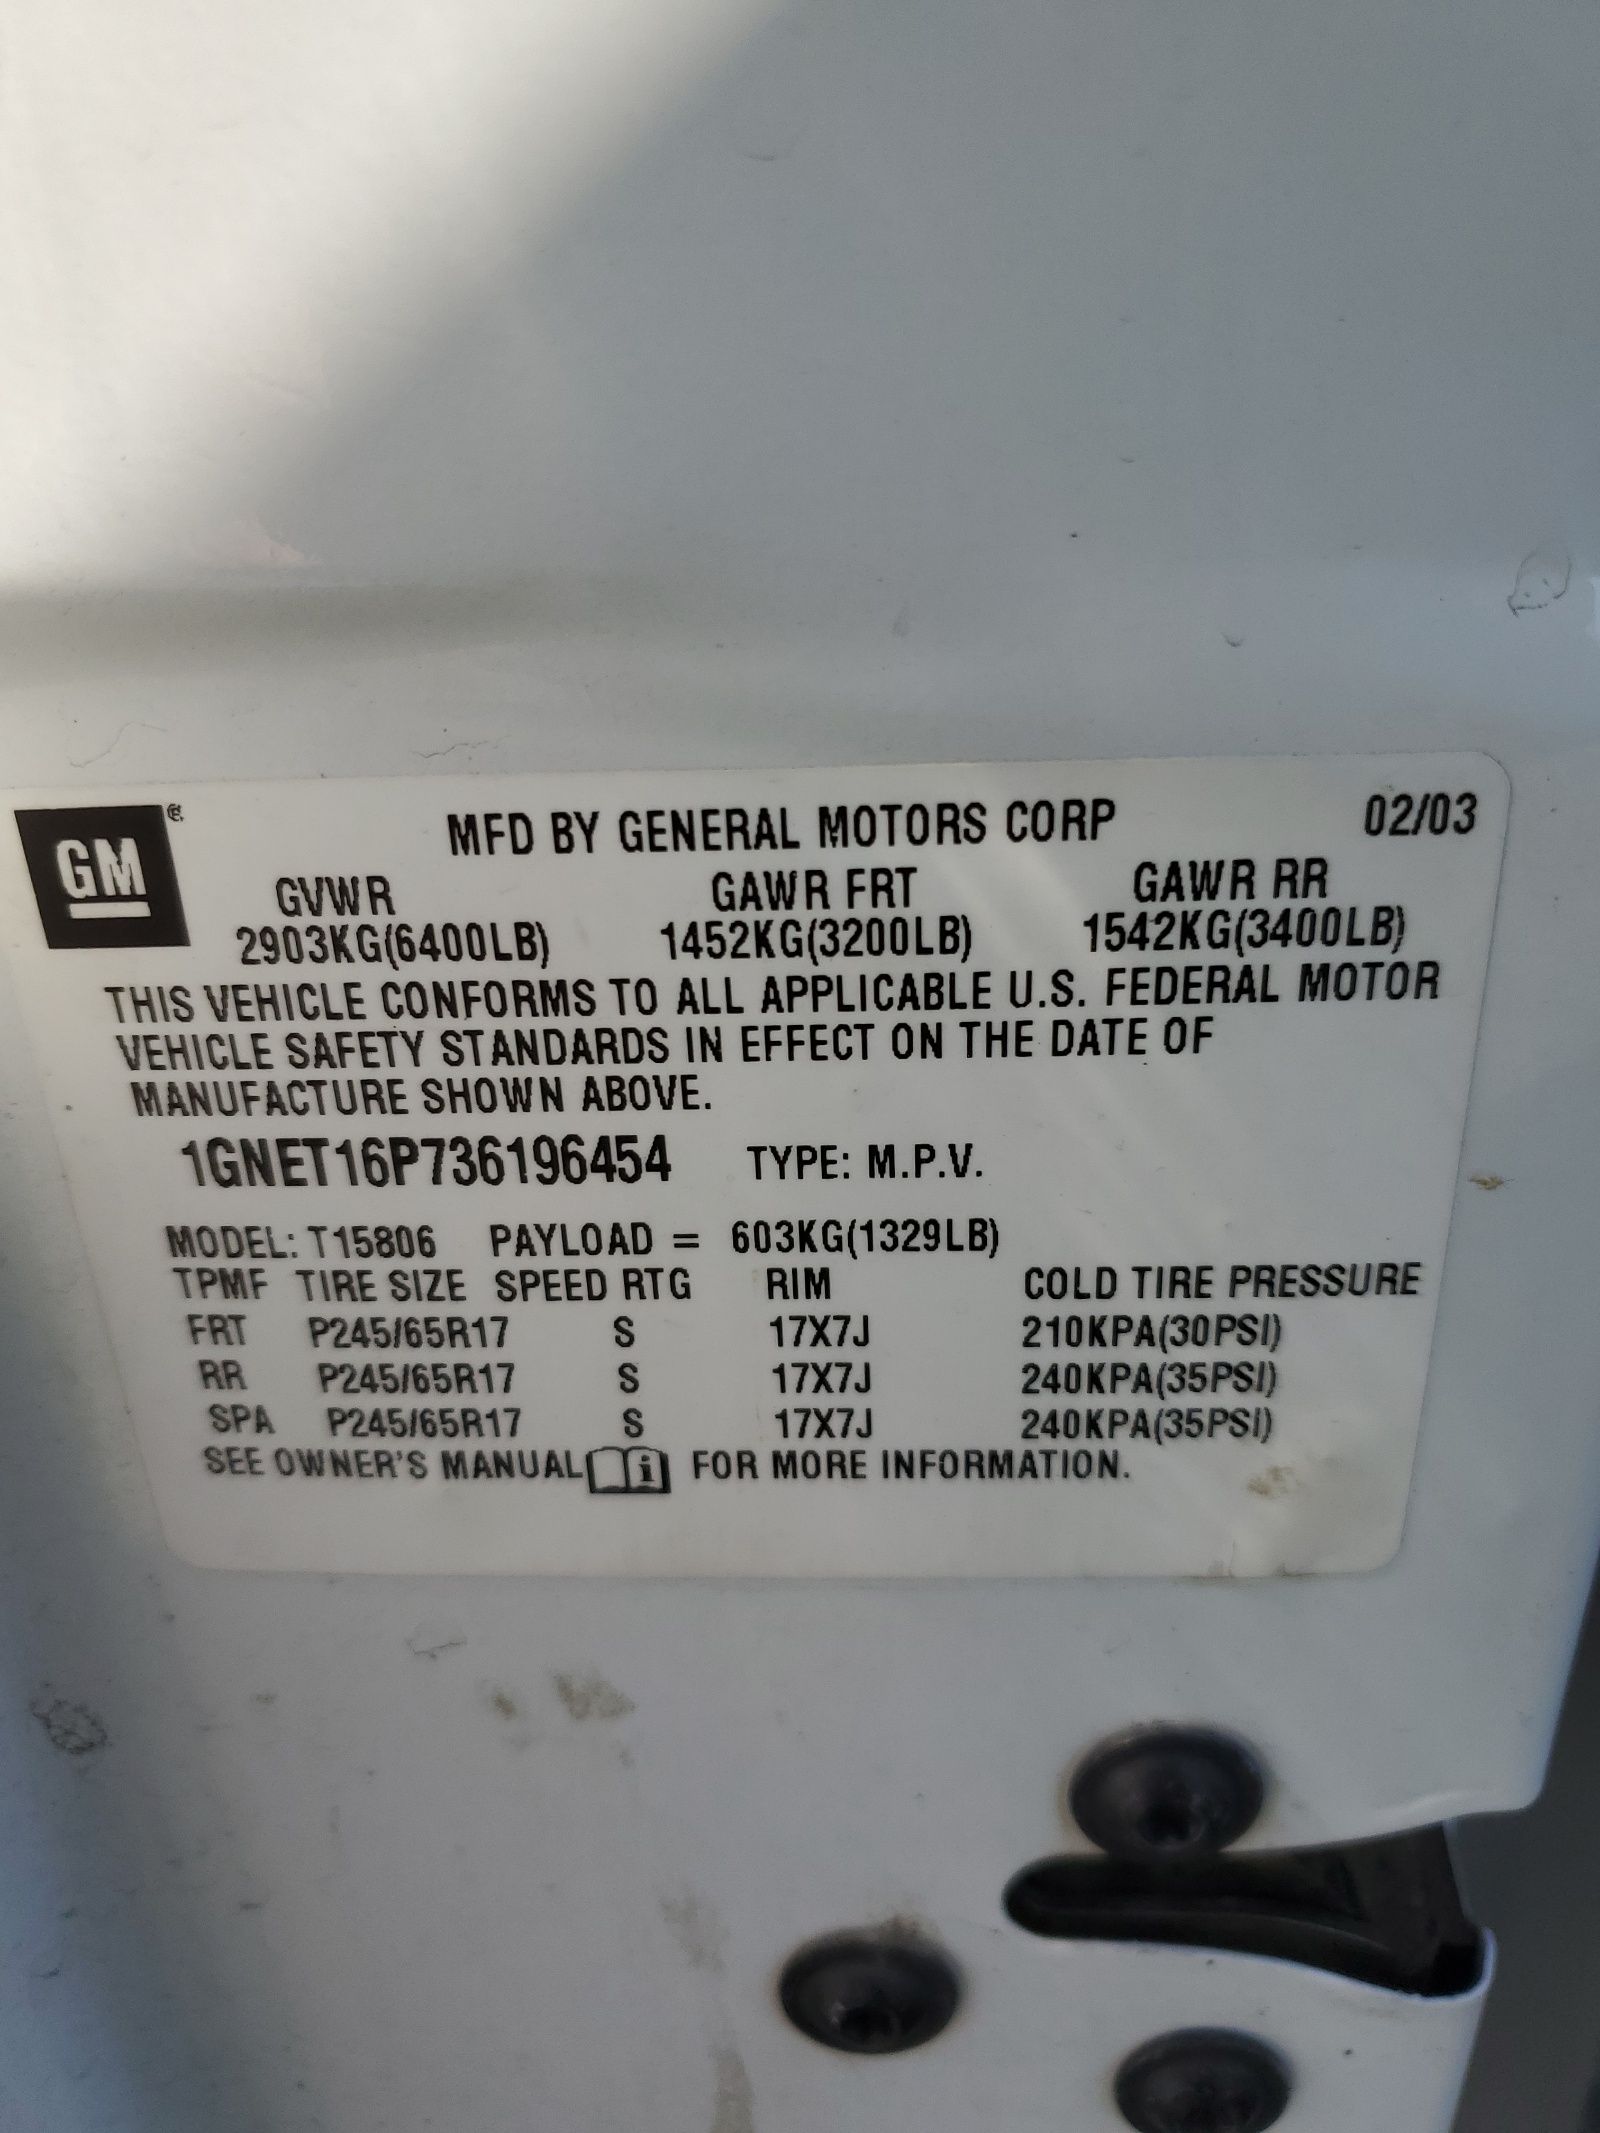 GM®
MFD BY GENERAL MOTORS CORP 02/03
GVWR GAWR FRT GAWR RR
2903KG(6400LB) 1452KG(3200LB) 1542KG(3400LB)
THIS VEHICLE CONFORMS TO ALL APPLICABLE U.S. FEDERAL MOTOR
VEHICLE SAFETY STANDARDS IN EFFECT ON THE DATE OF
MANUFACTURE SHOWN ABOVE.
1GNET16P736196454 TYPE: M.P.V.
MODEL: T15806 PAYLOAD = 603KG(1329LB)
TPMF TIRE SIZE SPEED RTG RIM COLD TIRE PRESSURE
FRT P245/65R17 S 17X7J 210KPA(30PSI)
RR P245/65R17 S 17X7J 240KPA(35PSI)
SPA P245/65R17 S 17X7J 240KPA(35PSI)
SEE OWNER'S MANUAL i FOR MORE INFORMATION.